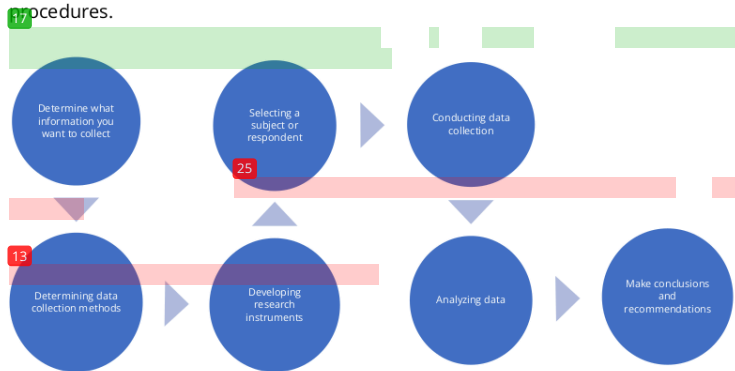 procedures.
17
Determine what
information you
want to collect
Selecting a
subject or
respondent
Conducting data
collection
25
13
Determining data
collection methods
Developing
research
instruments
Analyzing data
Make conclusions
and
recommendations